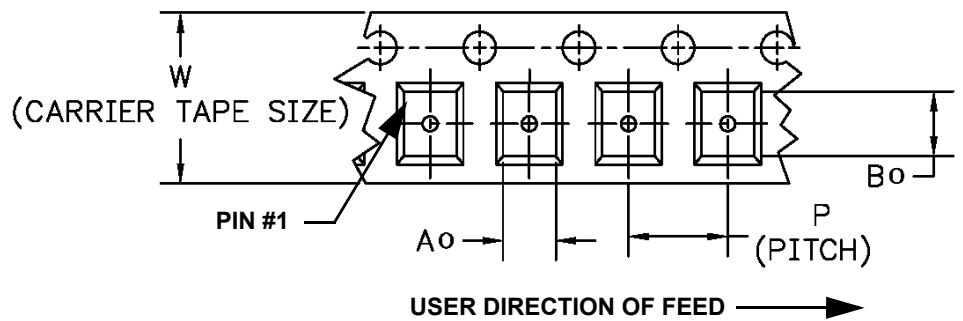 W
(CARRIER TAPE SIZE)
PIN #1
Ao
Bo
P
(PITCH)
USER DIRECTION OF FEED